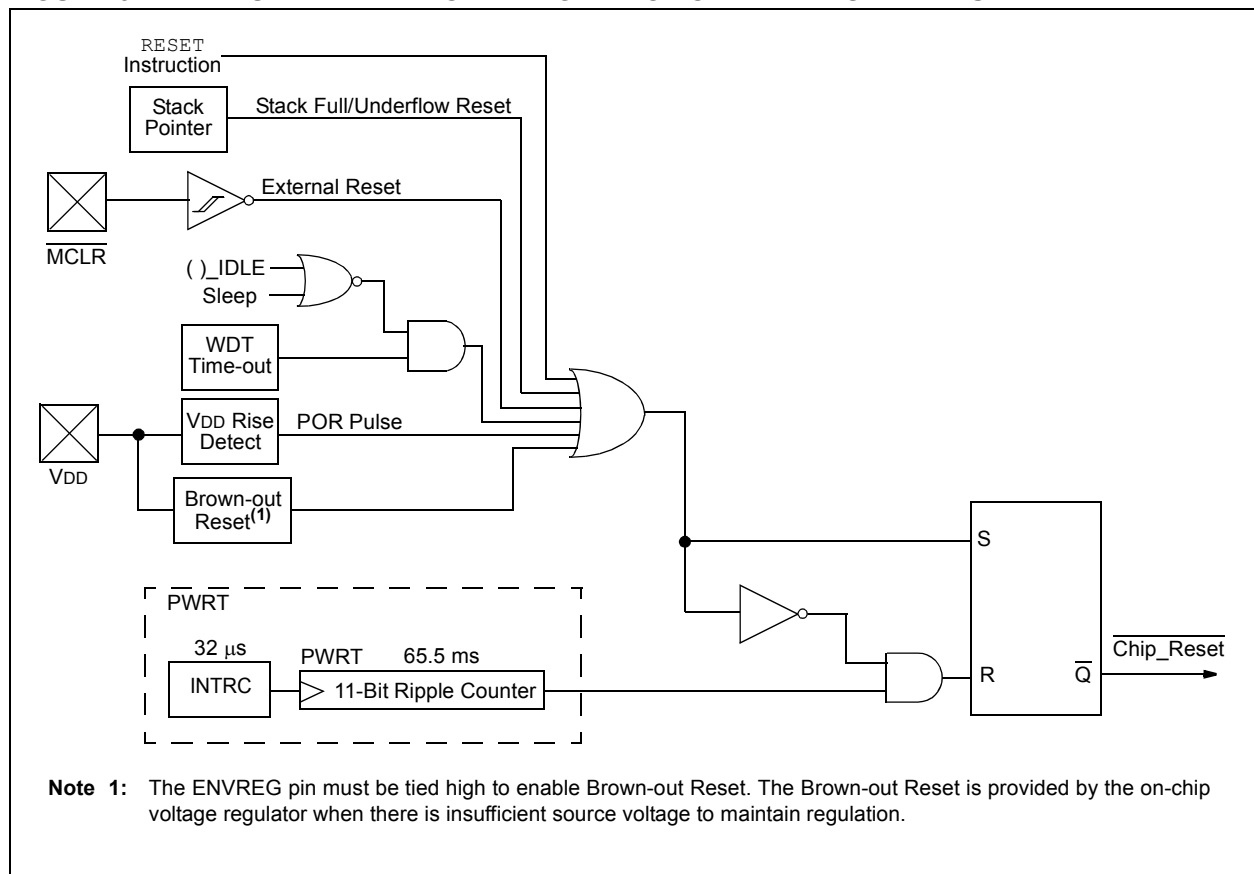 RESET
Instruction
Stack
Pointer
Stack Full/Underflow Reset
External Reset
MCLR
( )_IDLE
Sleep
WDT
Time-out
VDD Rise
Detect
POR Pulse
VDD
Brown-out
Reset(1)
S
PWRT
32 μs
INTRC
PWRT
65.5 ms
11-Bit Ripple Counter
R
Q
Chip_Reset
Note 1: The ENVREG pin must be tied high to enable Brown-out Reset. The Brown-out Reset is provided by the on-chip
voltage regulator when there is insufficient source voltage to maintain regulation.